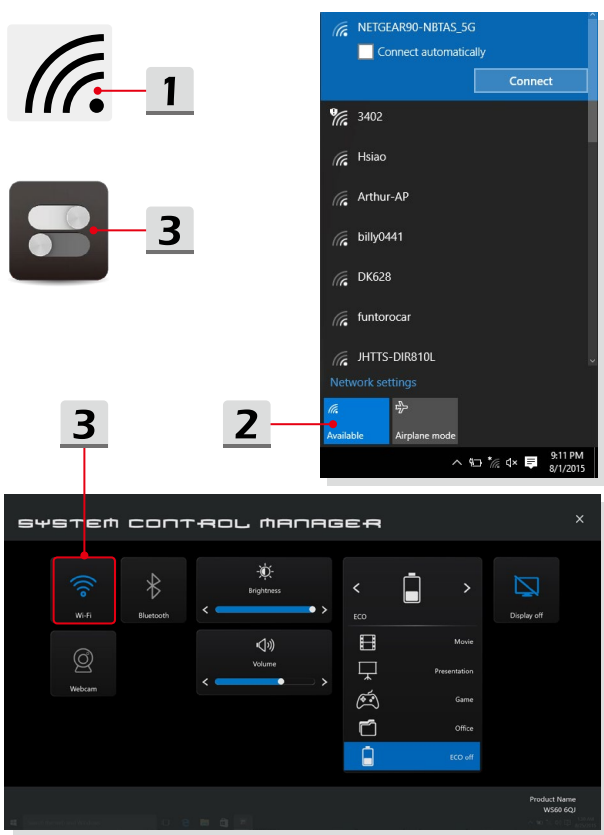 1
3
NETGEAR90-NBTAS_5G
Connect automatically
Connect
3402
Hsiao
Arthur-AP
billy0441
DK628
funtorocar
JHTTS-DIR810L
Network settings
Available
Airplane mode
9:11 PM
8/1/2015
2
3
SYSTEM CONTROL MANAGER
Wi-Fi
Bluetooth
Webcam
Brightness
Volume
ECO
Movie
Presentation
Game
Office
ECO off
Display off
Product Name
WS60 6QJ